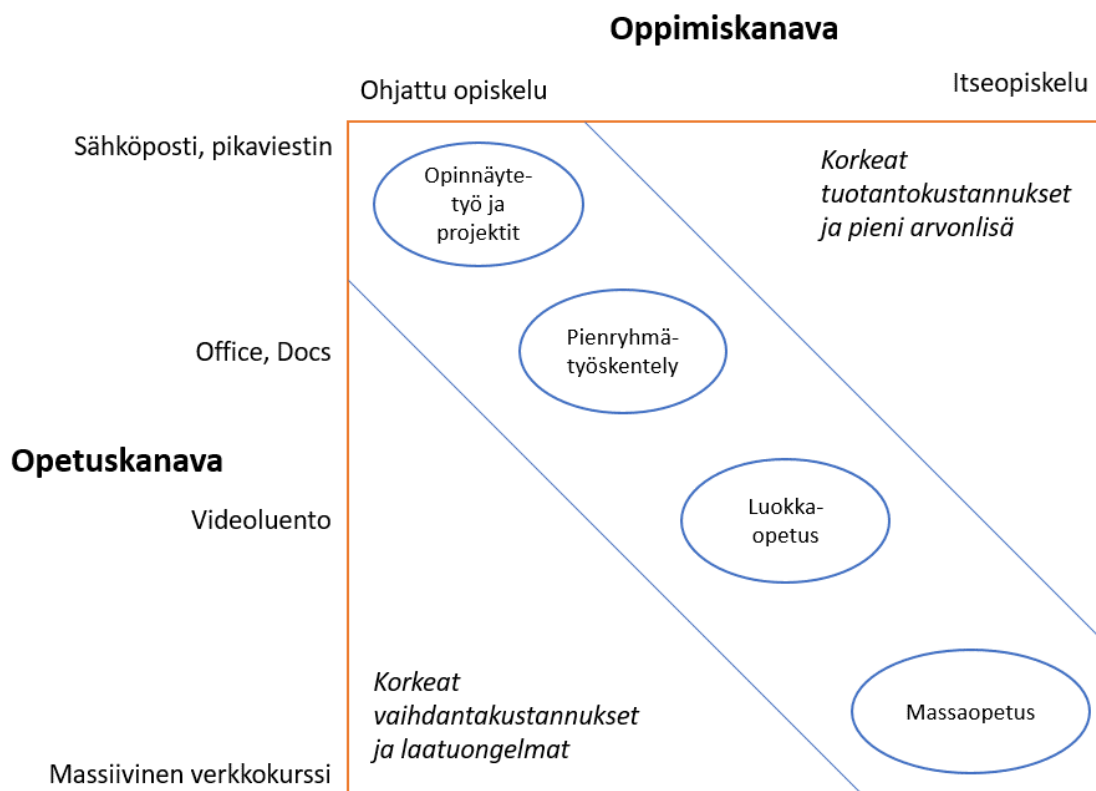 Oppimiskanava
Ohjattu opiskelu
Itseopiskelu
Sähköposti, pikaviestin
Opinnäyte-
työ ja
projektit
Korkeat
tuotantokustannukset
ja pieni arvonlisä
Office, Docs
Pienryhmä-
työskentely
Opetuskanava
Videoluento
Luokka-
opetus
Korkeat
vaihdantakustannukset
ja laatuongelmat
Massaopetus
Massiivinen verkkokurssi